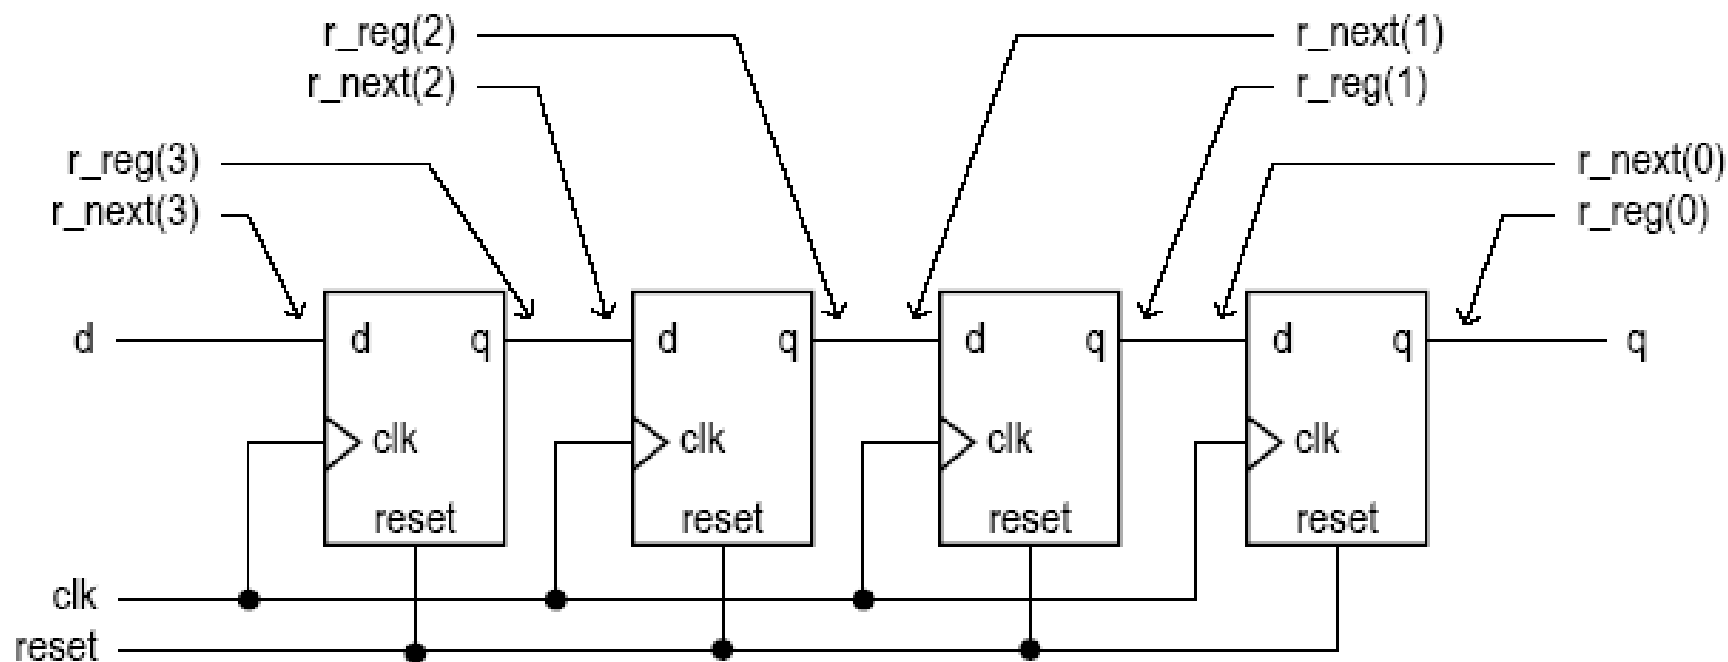 r_reg(2)
r_next(1)
r_next(2)
r_reg(1)
r_reg(3)
r_next(0)
r_next(3)
r_reg(0)
d d q d q d q d q q
clk clk clk clk
reset reset reset reset
clk
reset